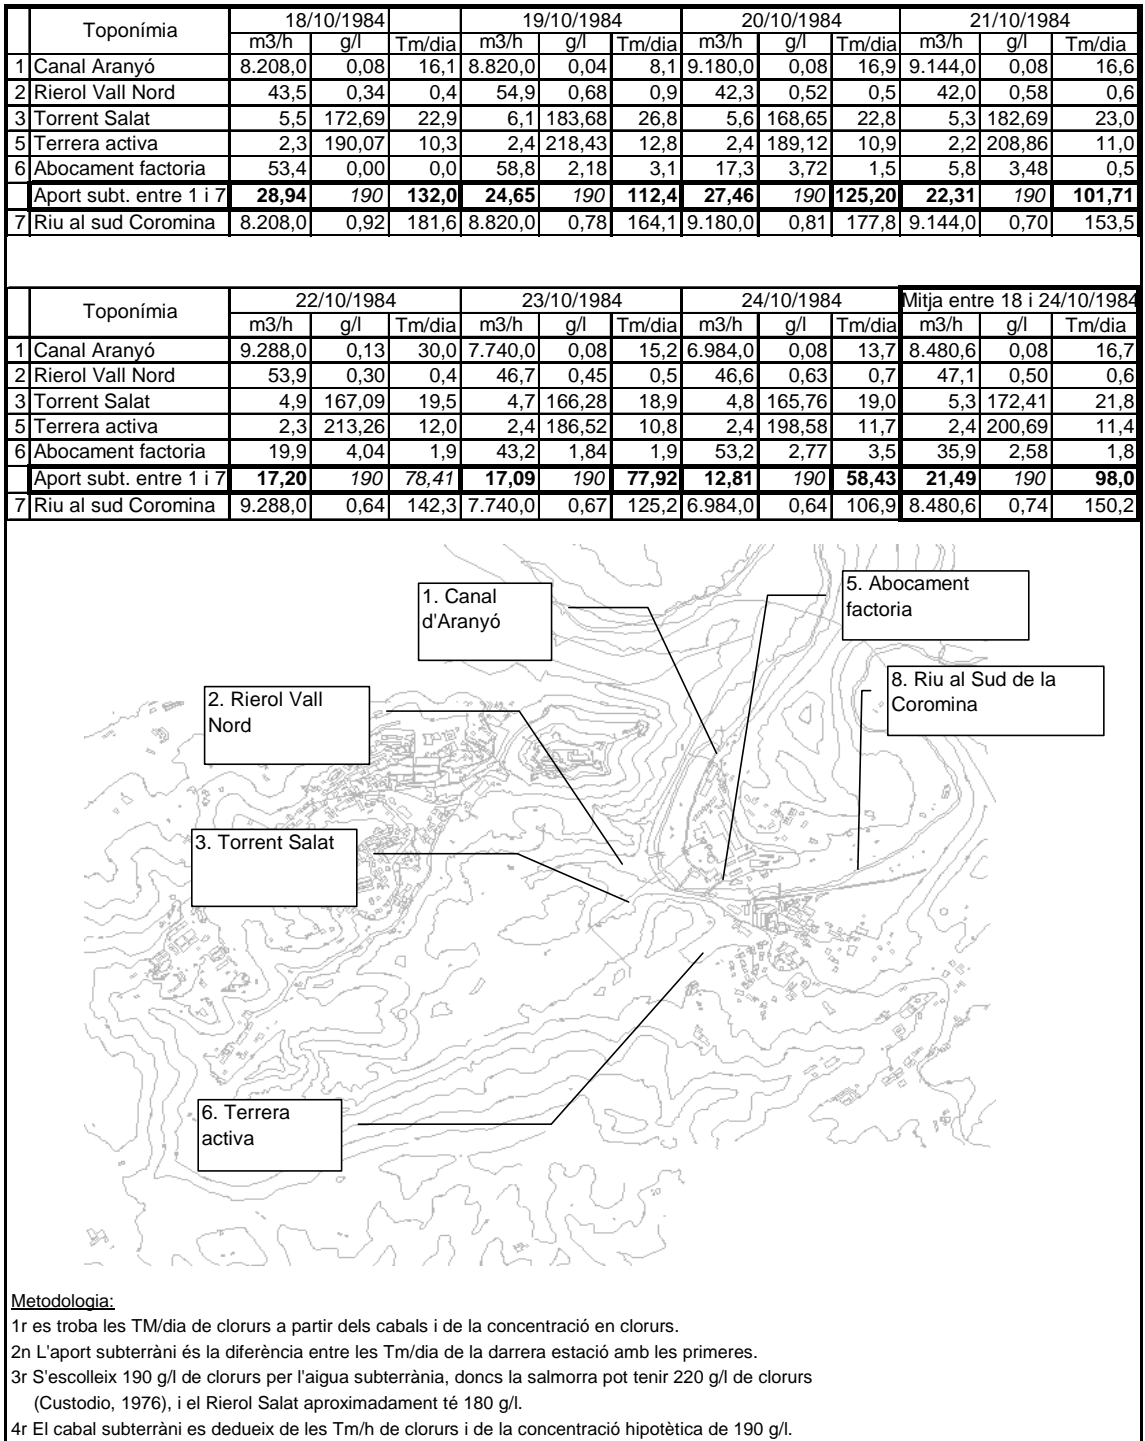 Toponímia 18/10/1984 19/10/1984 20/10/1984 21/10/1984
m3/h g/l Tm/dia m3/h g/l Tm/dia m3/h g/l Tm/dia m3/h g/l Tm/dia
1 Canal Aranyó 8.208,0 0,08 16,1 8.820,0 0,04 8,1 9.180,0 0,08 16,9 9.144,0 0,08 16,6
2 Rierol Vall Nord 43,5 0,34 0,4 54,9 0,68 0,9 42,3 0,52 0,5 42,0 0,58 0,6
3 Torrent Salat 5,5 172,69 22,9 6,1 183,68 26,8 5,6 168,65 22,8 5,3 182,69 23,0
5 Terrera activa 2,3 190,07 10,3 2,4 218,43 12,8 2,4 189,12 10,9 2,2 208,86 11,0
6 Abocament factoria 53,4 0,00 0,0 58,8 2,18 3,1 17,3 3,72 1,5 5,8 3,48 0,5
Aport subt. entre 1 i 7 28,94 190 132,0 24,65 190 112,4 27,46 190 125,20 22,31 190 101,71
7 Riu al sud Coromina 8.208,0 0,92 181,6 8.820,0 0,78 164,1 9.180,0 0,81 177,8 9.144,0 0,70 153,5
Toponímia 22/10/1984 23/10/1984 24/10/1984 Mitja entre 18 i 24/10/1984
m3/h g/l Tm/dia m3/h g/l Tm/dia m3/h g/l Tm/dia m3/h g/l Tm/dia
1 Canal Aranyó 9.288,0 0,13 30,0 7.740,0 0,08 15,2 6.984,0 0,08 13,7 8.480,6 0,08 16,7
2 Rierol Vall Nord 53,9 0,30 0,4 46,7 0,45 0,5 46,6 0,63 0,7 47,1 0,50 0,6
3 Torrent Salat 4,9 167,09 19,5 4,7 166,28 18,9 4,8 165,76 19,0 5,3 172,41 21,8
5 Terrera activa 2,3 213,26 12,0 2,4 186,52 10,8 2,4 198,58 11,7 2,4 200,69 11,4
6 Abocament factoria 19,9 4,04 1,9 43,2 1,84 1,9 53,2 2,77 3,5 35,9 2,58 1,8
Aport subt. entre 1 i 7 17,20 190 78,41 17,09 190 77,92 12,81 190 58,43 21,49 190 98,0
7 Riu al sud Coromina 9.288,0 0,64 142,3 7.740,0 0,67 125,2 6.984,0 0,64 106,9 8.480,6 0,74 150,2
1. Canal
d'Aranyó
5. Abocament
factoria
8. Riu al Sud de la
Coromina
2. Rierol Vall
Nord
3. Torrent Salat
6. Terrera
activa
Metodologia:
1r es troba les TM/dia de clorurs a partir dels cabals i de la concentració en clorurs.
2n L'aport subterràni és la diferència entre les Tm/dia de la darrera estació amb les primeres.
3r S'escolleix 190 g/l de clorurs per l'aigua subterrània, doncs la salmorra pot tenir 220 g/l de clorurs
(Custodio, 1976), i el Rierol Salat aproximadament té 180 g/l.
4r El cabal subterràni es dedueix de les Tm/h de clorurs i de la concentració hipotètica de 190 g/l.